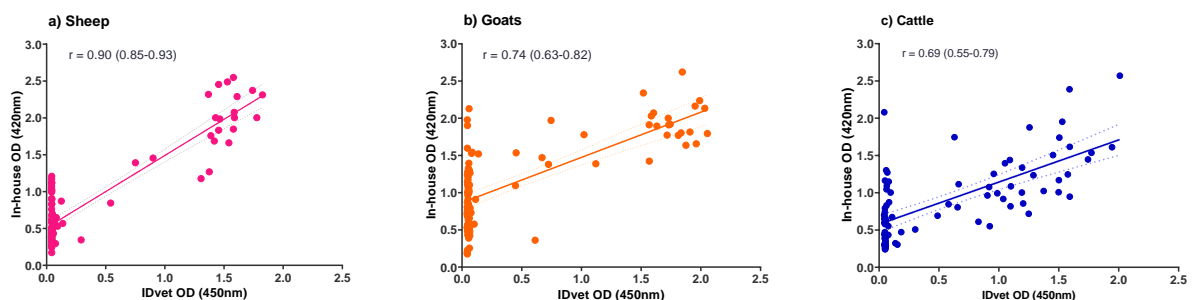 a) Sheep
r = 0.90 (0.85-0.93)
In-house OD (420nm)
3.0
2.5
2.0
1.5
1.0
0.5
0.0
0.0 0.5 1.0 1.5 2.0 2.5
IDvet OD (450nm)
b) Goats
r = 0.74 (0.63-0.82)
In-house OD (420nm)
3.0
2.5
2.0
1.5
1.0
0.5
0.0
0.0 0.5 1.0 1.5 2.0 2.5
IDvet OD (450nm)
c) Cattle
r = 0.69 (0.55-0.79)
In-house OD (420nm)
3.0
2.5
2.0
1.5
1.0
0.5
0.0
0.0 0.5 1.0 1.5 2.0 2.5
IDvet OD (450nm)